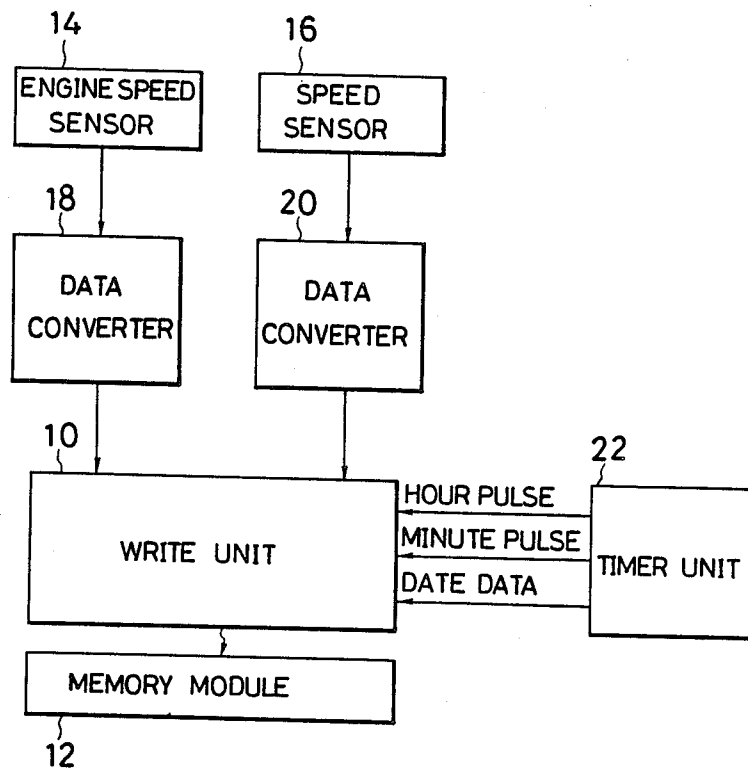 14
16
ENGINE SPEED
SENSOR
SPEED
SENSOR
18
20
DATA
CONVERTER
DATA
CONVERTER
10
22
HOUR PULSE
MINUTE PULSE
DATE DATA
WRITE UNIT
TIMER UNIT
MEMORY MODULE
12